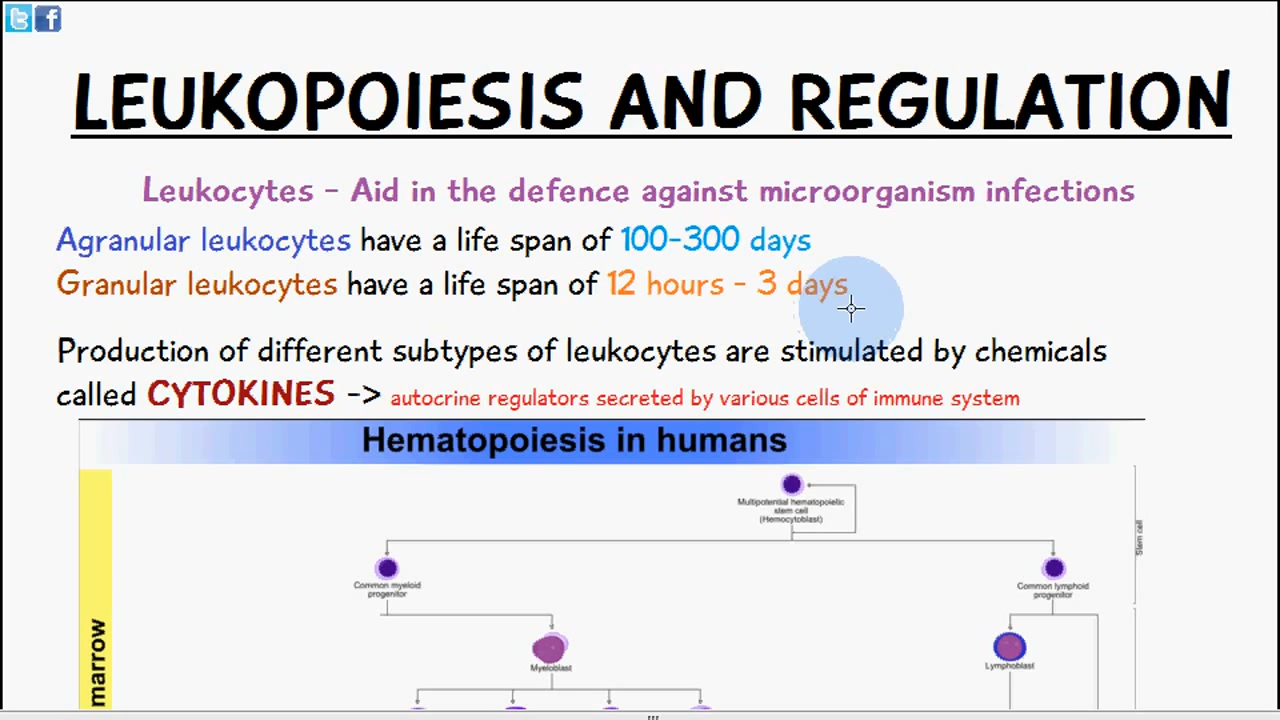 LEUKOPOIESIS AND REGULATION
Leukocytes - Aid in the defence against microorganism infections
Agranular leukocytes have a life span of 100-300 days
Granular leukocytes have a life span of 12 hours - 3 days
Production of different subtypes of leukocytes are stimulated by chemicals
called CYTOKINES -> autocrine regulators secreted by various cells of immune system
Hematopoiesis in humans
Multipotential hematopoietic
stem cell
(Hemocytoblast)
Stem cell
Common myeloid
progenitor
Common lymphoid
progenitor
marrow
Myeloblast
Lymphoblast